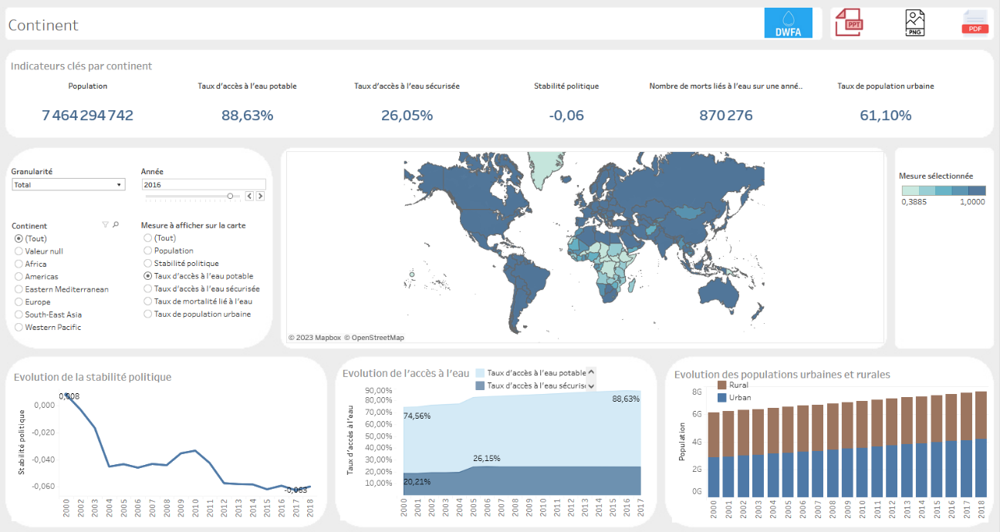 Continent
DWFA
PPT
PNG
PDF
Indicateurs clés par continent
Population
Taux d'accès à l'eau potable
Taux d'accès à l'eau sécurisée
Stabilité politique
Nombre de morts liés à l'eau sur une anné..
Taux de population urbaine
7 464 294 742
88,63%
26,05%
-0,06
870 276
61,10%
Granularité
Total
Année
2016
Continent
(Tout)
Valeur null
Africa
Americas
Eastern Mediterranean
Europe
South-East Asia
Western Pacific
Mesure à afficher sur la carte
(Tout)
Population
Stabilité politique
Taux d'accès à l'eau potable
Taux d'accès à l'eau sécurisée
Taux de mortalité lié à l'eau
Taux de population urbaine
© 2023 Mapbox © OpenStreetMap
Mesure sélectionnée
0,3885 1,0000
Evolution de la stabilité politique
Stabilité politique
0,000
-0,020
-0,040
-0,060
0,008
-0,063
2000 2002 2003 2004 2005 2006 2007 2008 2009 2010 2011 2012 2013 2014 2015 2016 2017 2018
Evolution de l'accès à l'eau
Taux d'accès à l'eau potable
Taux d'accès à l'eau sécuris
Taux d'accès à l'eau
90,00%
80,00%
70,00%
60,00%
50,00%
40,00%
30,00%
20,00%
10,00%
74,56%
88,63%
26,15%
20,21%
2000 2001 2002 2003 2004 2005 2006 2007 2008 2009 2010 2011 2012 2013 2014 2015 2016 2017
Evolution des populations urbaines et rurales
Rural
Urban
Population
8G
6G
4G
2G
0G
2000 2001 2002 2003 2004 2005 2006 2007 2008 2009 2010 2011 2012 2013 2014 2015 2016 2017 2018